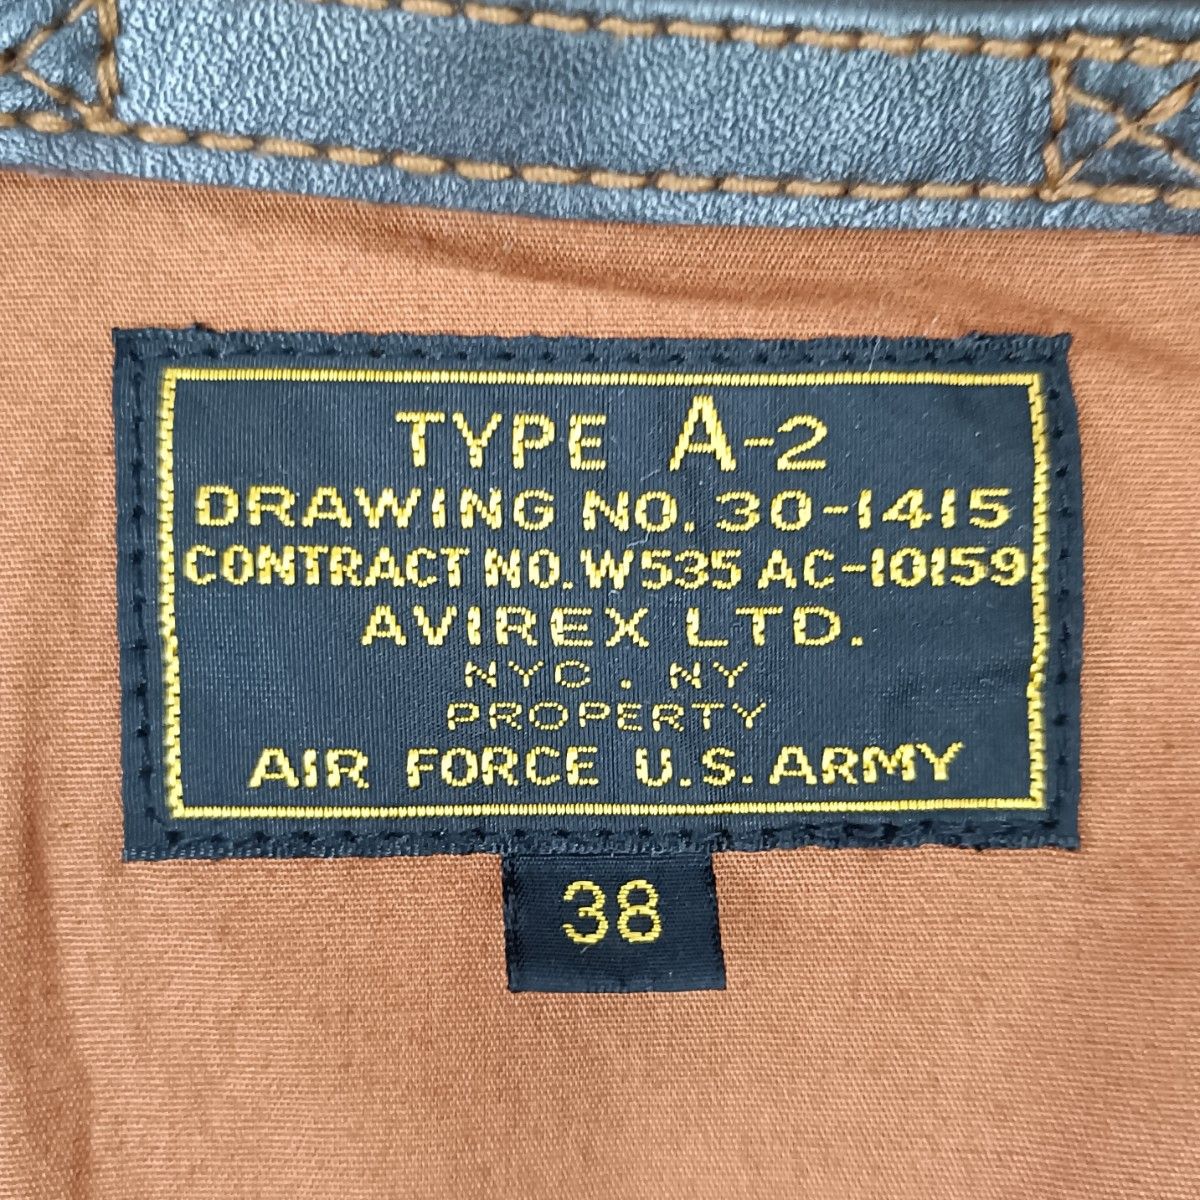 TYPE A-2
DRAWING NO. 30-1415
CONTRACT NO. W535 AC-10159
AVIREX LTD.
NYC. NY
PROPERTY
AIR FORCE U.S. ARMY
38